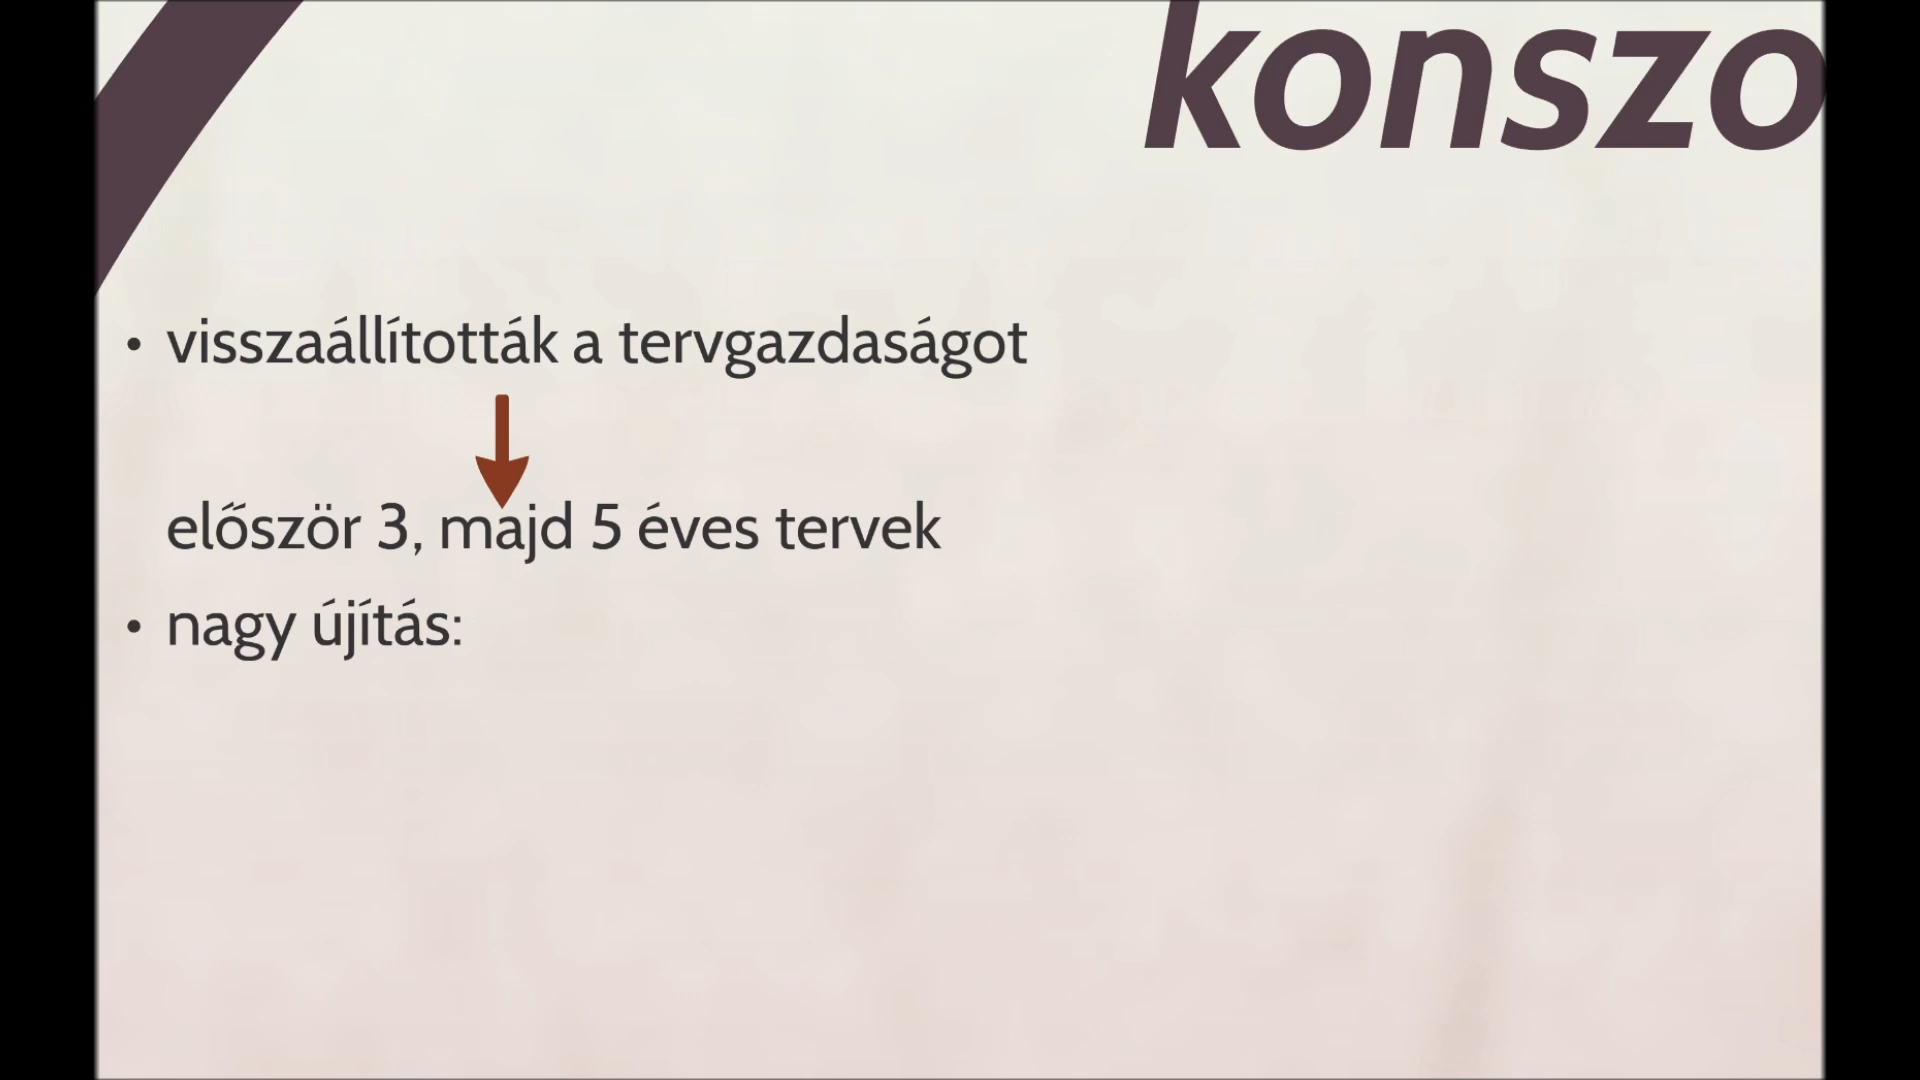 konszo
• visszaállították a tervgazdaságot
először 3, majd 5 éves tervek
• nagy újítás: